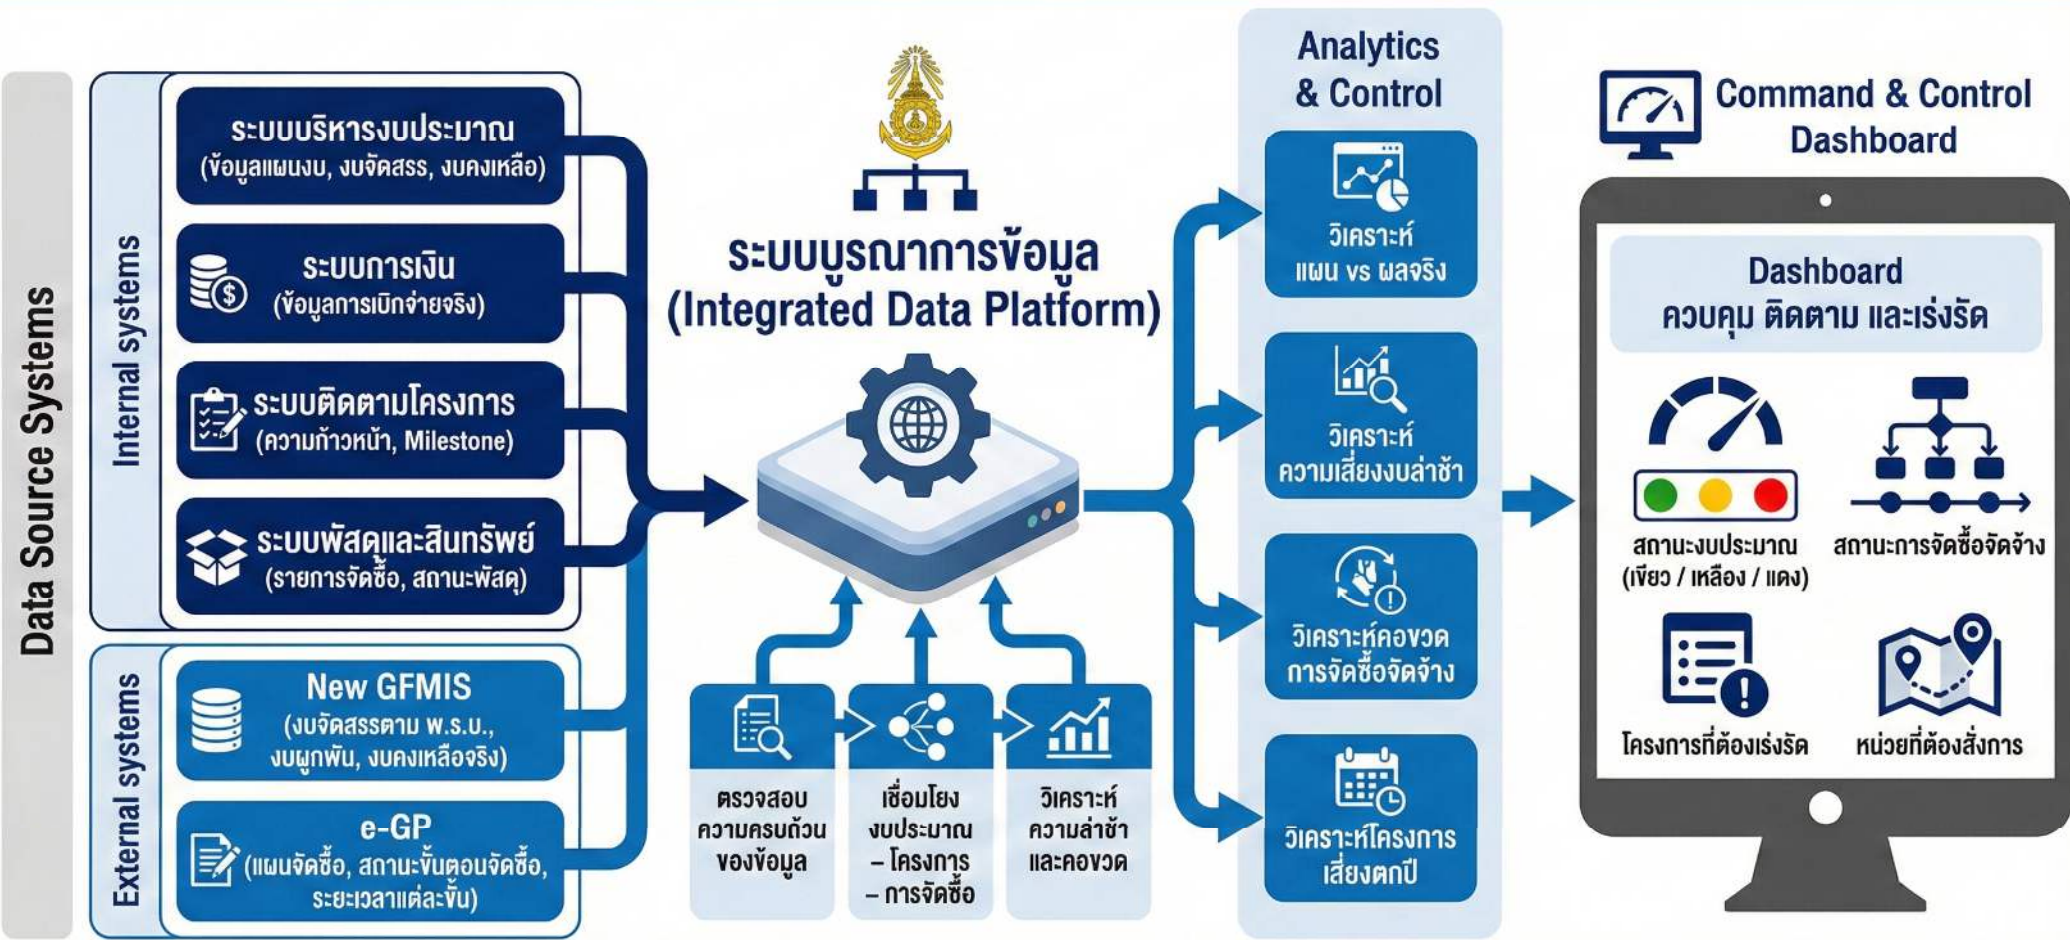 Data Source Systems
Internal systems
ระบบบริหารงบประมาณ
(ข้อมูลแผนงบ, งบจัดสรร, งบคงเหลือ)
ระบบการเงิน
(ข้อมูลการเบิกจ่ายจริง)
ระบบติดตามโครงการ
(ความก้าวหน้า, Milestone)
ระบบพัสดุและสินทรัพย์
(รายการจัดซื้อ, สถานะพัสดุ)
External systems
New GFMIS
(งบจัดสรรตาม พ.ร.บ.,
งบผูกพัน, งบคงเหลือจริง)
e-GP
(แผนจัดซื้อ, สถานะขั้นตอนจัดซื้อ,
ระยะเวลาแต่ละขั้น)
ระบบบูรณาการข้อมูล
(Integrated Data Platform)
ตรวจสอบ
ความครบถ้วน
ของข้อมูล
เชื่อมโยง
งบประมาณ
– โครงการ
– การจัดซื้อ
วิเคราะห์
ความล่าช้า
และคอขวด
Analytics
& Control
วิเคราะห์
แผน vs ผลจริง
วิเคราะห์
ความเสี่ยงงบล่าช้า
วิเคราะห์คอขวด
การจัดซื้อจัดจ้าง
วิเคราะห์โครงการ
เสี่ยงตกปี
Command & Control
Dashboard
Dashboard
ควบคุม ติดตาม และเร่งรัด
สถานะงบประมาณ
(เขียว / เหลือง / แดง)
สถานะการจัดซื้อจัดจ้าง
โครงการที่ต้องเร่งรัด
หน่วยที่ต้องสั่งการ